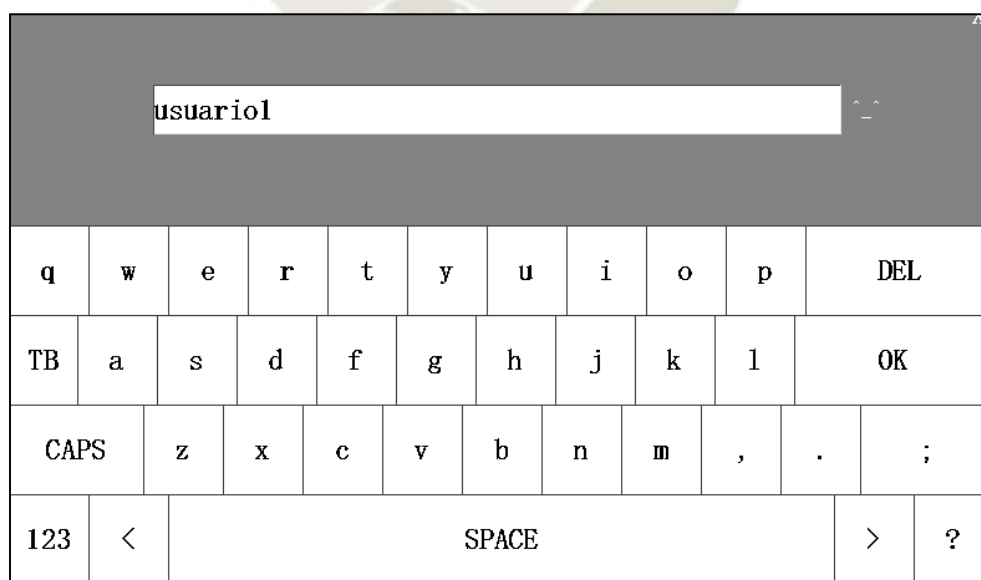 usuario1 ^_^
q w e r t y u i o p DEL
TB a s d f g h j k l OK
CAPS z x c v b n m , . ;
123 < SPACE > ?